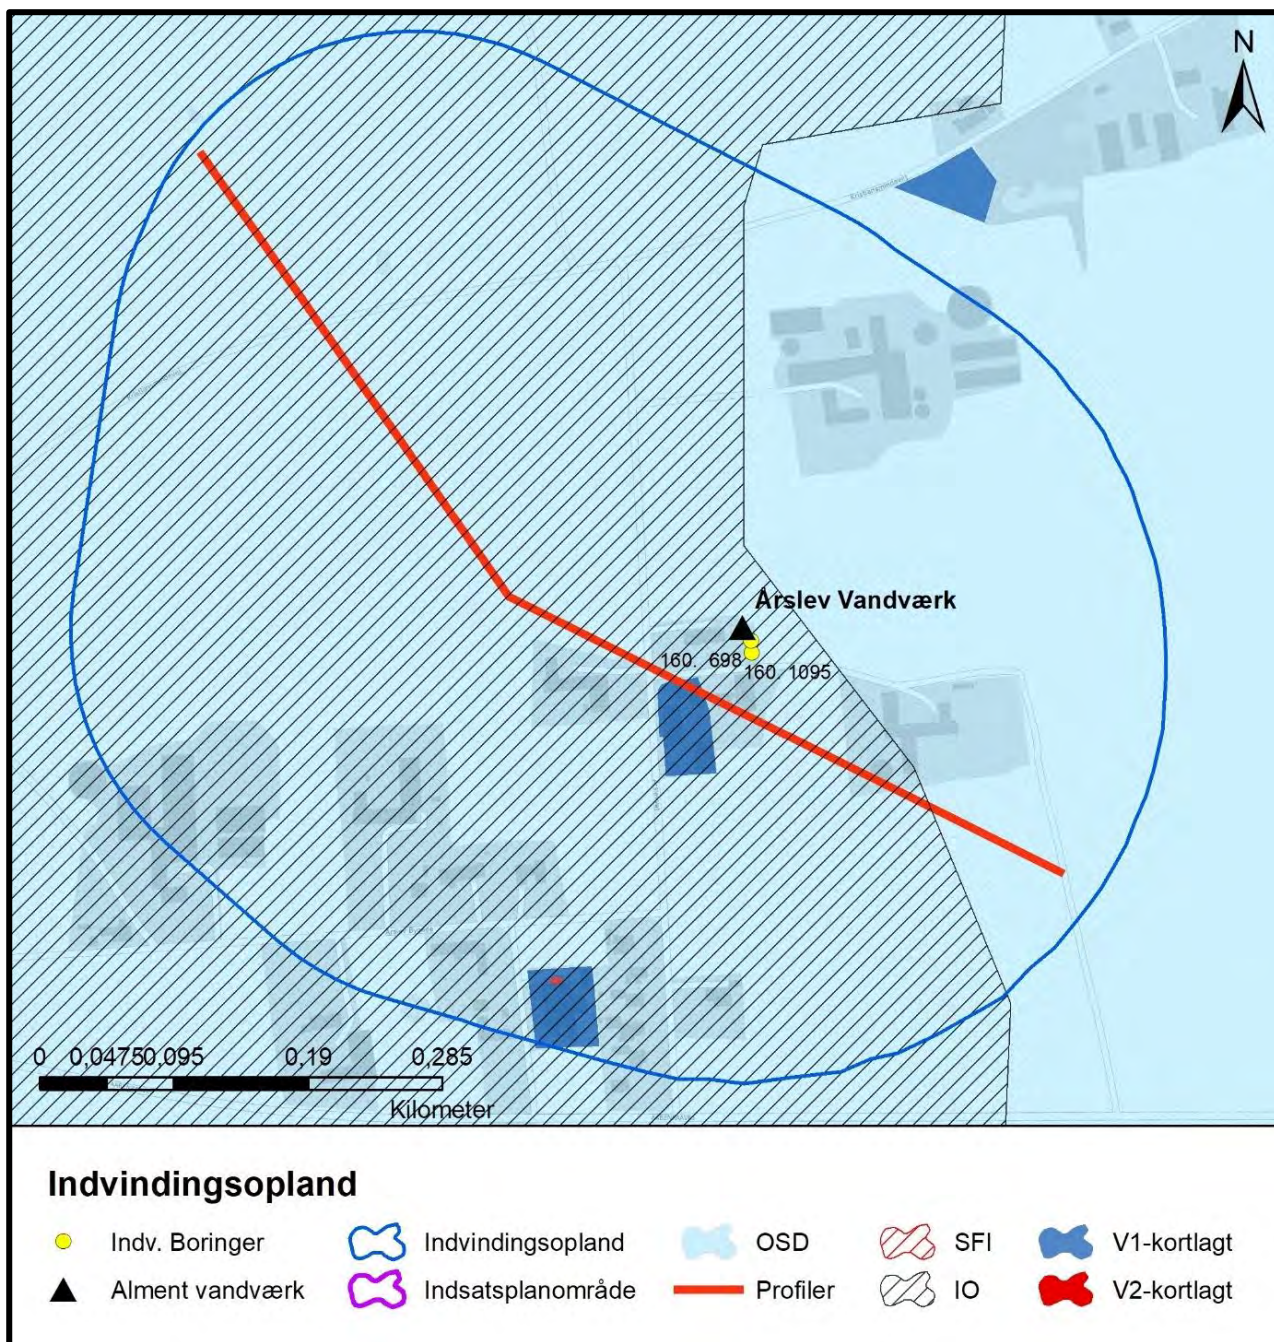 N
Årslev Vandværk
160. 698
160. 1095
0 0,0475 0,095 0,19 0,285
Kilometer
Indvindingsopland
Indv. Boringer
Indvindingsopland
OSD
SFI
V1-kortlagt
Alment vandværk
Indsatsplanområde
Profiler
IO
V2-kortlagt